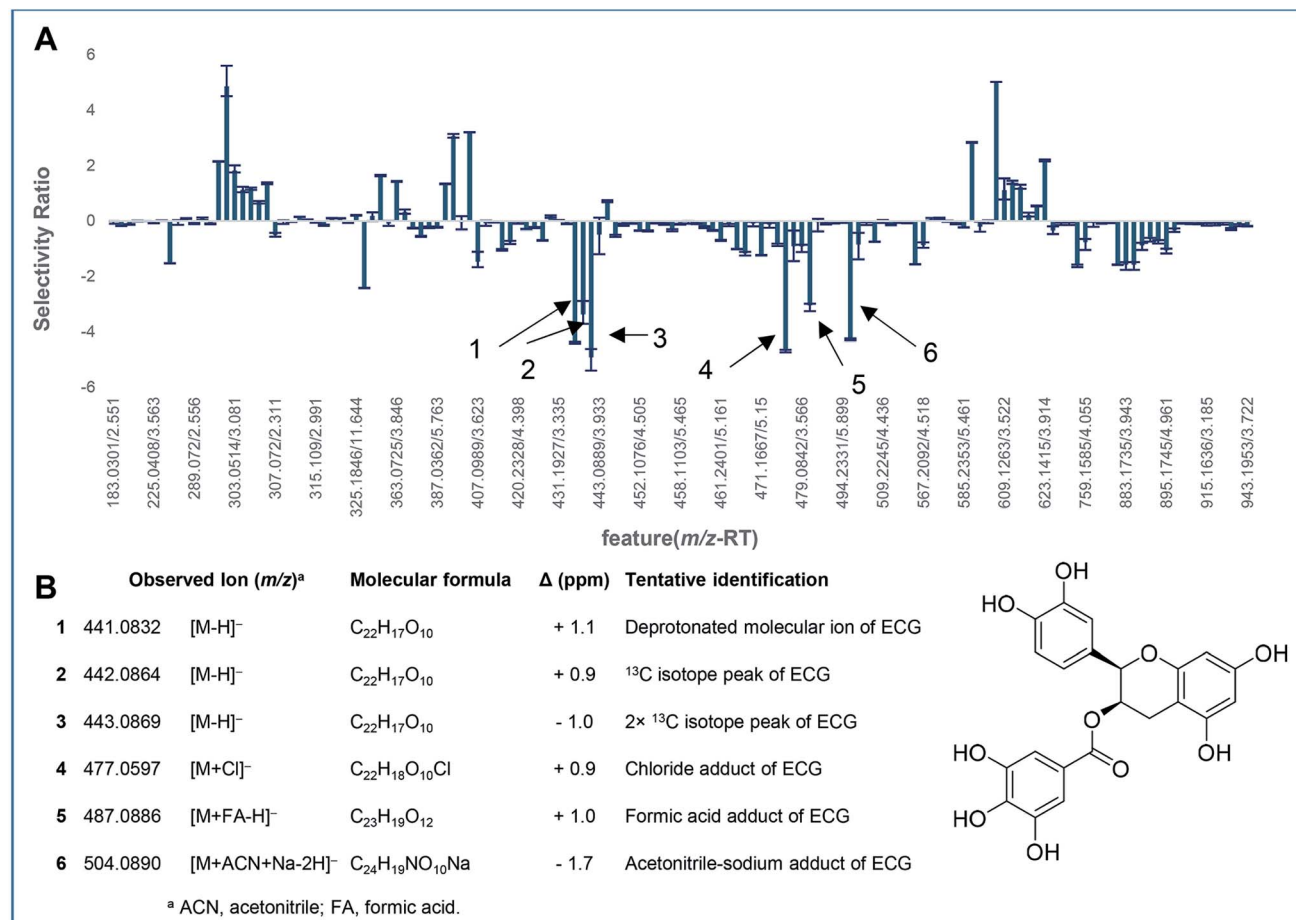 A
6
4
2
0
-2
-4
-6
Selectivity Ratio
1
2
3
4
5
6
183.0301/2.551
225.0408/3.563
289.072/2.556
303.0514/3.081
307.072/2.311
315.109/2.991
325.1846/11.644
363.0725/3.846
387.0362/5.763
407.0989/3.623
420.2328/4.398
431.1927/3.335
443.0889/3.933
452.1076/4.505
458.1103/5.465
461.2401/5.161
471.1667/5.15
479.0842/3.566
494.2331/5.899
509.2245/4.436
567.2092/4.518
585.2353/5.461
609.1263/3.522
623.1415/3.914
759.1585/4.055
883.1735/3.943
895.1745/4.961
915.1636/3.185
943.1953/3.722
feature(m/z-RT)
B Observed Ion (m/z)ᵃ Molecular formula Δ (ppm) Tentative identification
1 441.0832 [M-H]⁻ C₂₂H₁₇O₁₀ + 1.1 Deprotonated molecular ion of ECG
2 442.0864 [M-H]⁻ C₂₂H₁₇O₁₀ + 0.9 ¹³C isotope peak of ECG
3 443.0869 [M-H]⁻ C₂₂H₁₇O₁₀ - 1.0 2× ¹³C isotope peak of ECG
4 477.0597 [M+Cl]⁻ C₂₂H₁₈O₁₀Cl + 0.9 Chloride adduct of ECG
5 487.0886 [M+FA-H]⁻ C₂₃H₁₉O₁₂ + 1.0 Formic acid adduct of ECG
6 504.0890 [M+ACN+Na-2H]⁻ C₂₄H₁₉NO₁₀Na - 1.7 Acetonitrile-sodium adduct of ECG
ᵃ ACN, acetonitrile; FA, formic acid.
OH
HO
O
OH
O
OH
HO
O
HO
OH